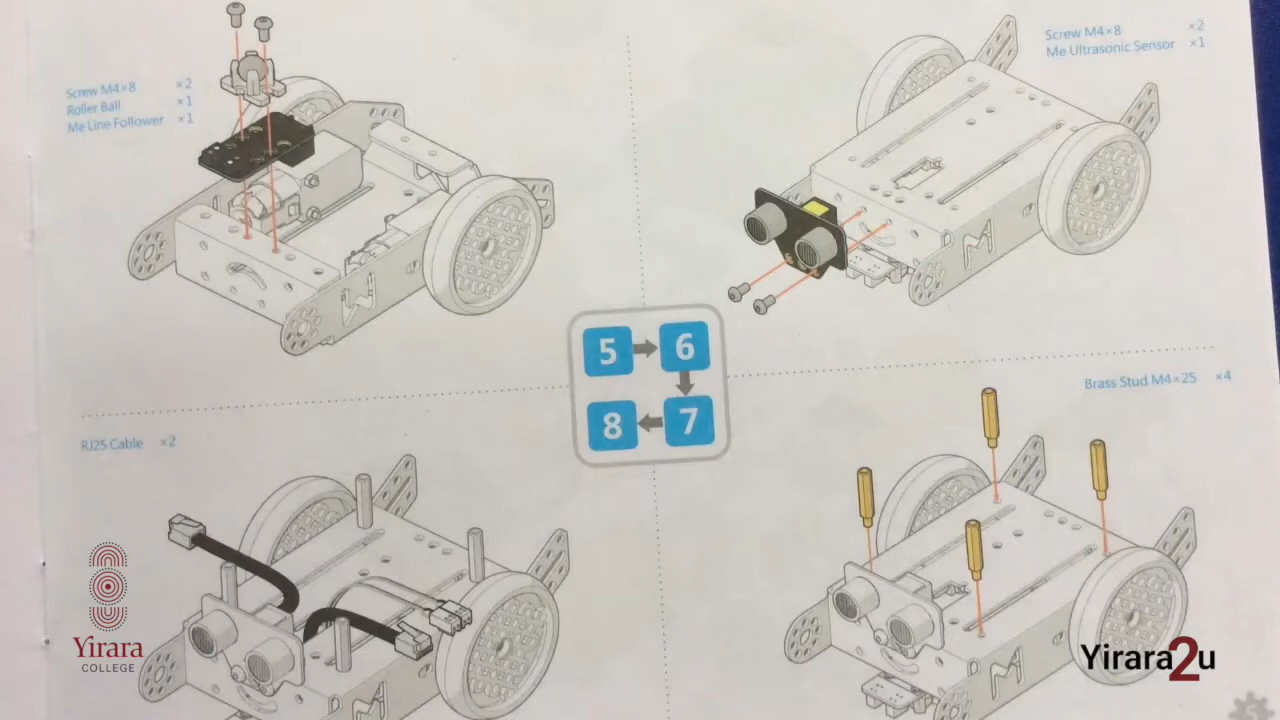 Screw M4×8 ×2
Roller Ball ×1
Me Line Follower ×1
Screw M4×8 ×2
Me Ultrasonic Sensor ×1
5 6
8 7
RJ25 Cable ×2
Brass Stud M4×25 ×4
M
M
M
M
Yirara
COLLEGE
Yirara2u